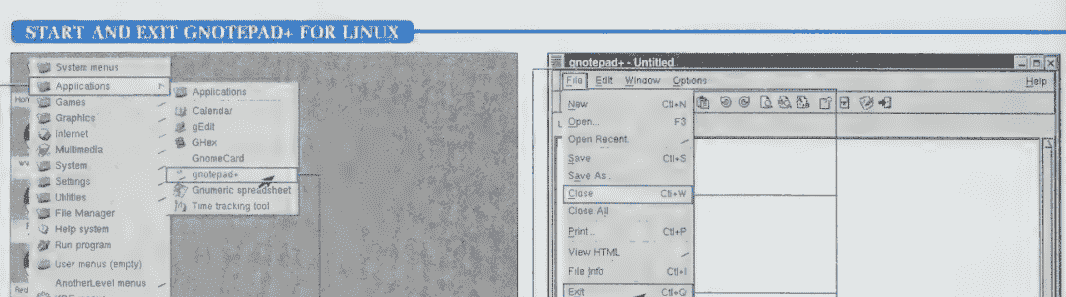 START AND EXIT GNOTEPAD+ FOR LINUX
System menus
Applications
Games
Graphics
Internet
Multimedia
System
Settings
Utilities
File Manager
Help system
Run program
User menus (empty)
AnotherLevel menus
Applications
Calendar
gEdit
GHex
GnomeCard
gnotepad+
Gnumeric spreadsheet
Time tracking tool
gnotepad+ - Untitled
File Edit Window Options Help
New Ctl+N
Open... F3
Open Recent
Save Ctl+S
Save As..
Close Ctl+W
Close All
Print... Ctl+P
View HTML
File Info Ctl+I
Exit Ctl+Q